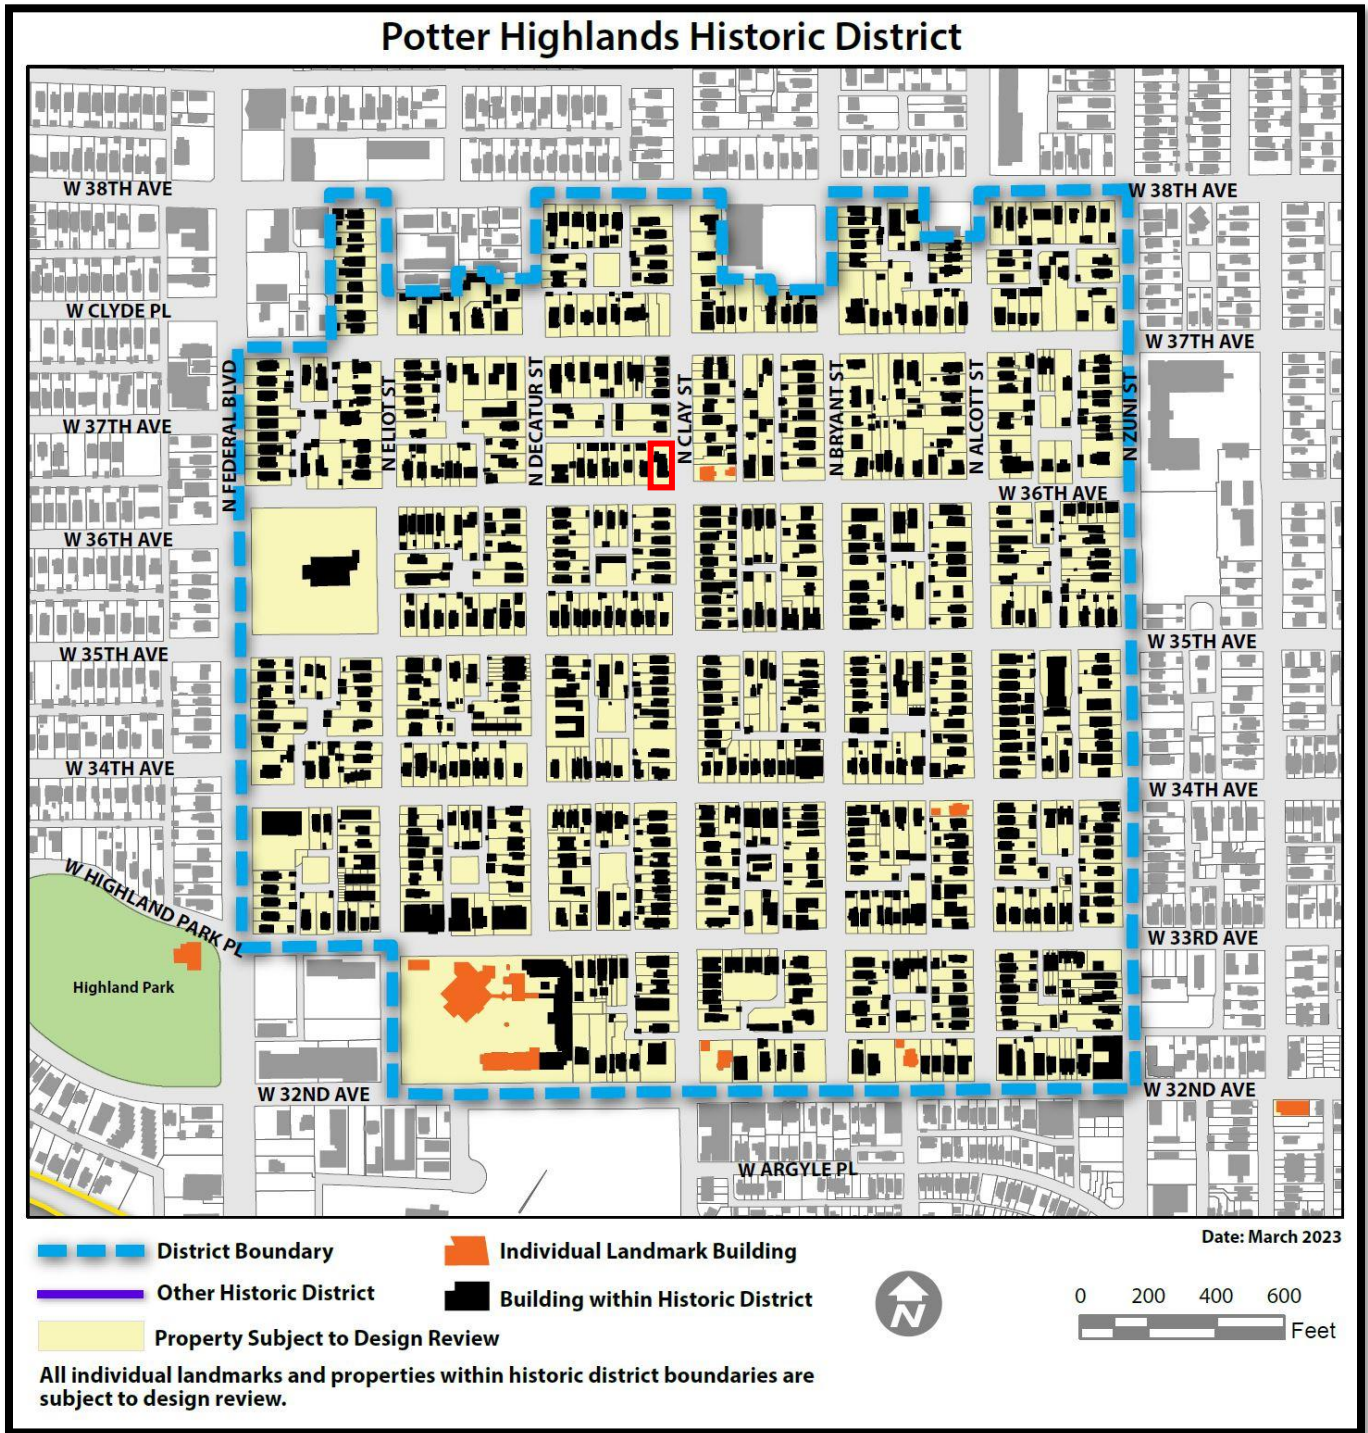 Potter Highlands Historic District
W 38TH AVE
W 38TH AVE
W CLYDE PL
W 37TH AVE
N FEDERAL BLVD
N ELIOT ST
N DECATUR ST
N CLAY ST
N BRYANT ST
N ALCOTT ST
N ZUNI ST
W 37TH AVE
W 36TH AVE
W 36TH AVE
W 35TH AVE
W 35TH AVE
W 34TH AVE
W 34TH AVE
W HIGHLAND PARK PL
W 33RD AVE
Highland Park
W 32ND AVE
W 32ND AVE
W ARGYLE PL
Date: March 2023
District Boundary
Individual Landmark Building
Other Historic District
Building within Historic District
Property Subject to Design Review
N
0 200 400 600
Feet
All individual landmarks and properties within historic district boundaries are
subject to design review.